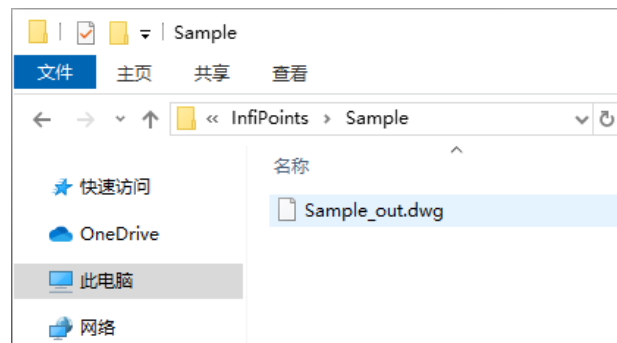 Sample
文件 主页 共享 查看
« InfiPoints › Sample
名称
快速访问
Sample_out.dwg
OneDrive
此电脑
网络